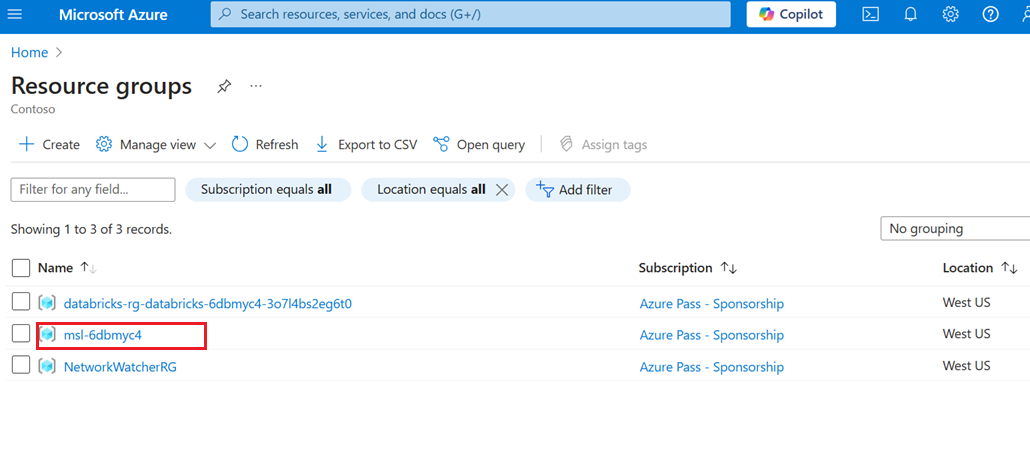 Microsoft Azure
Search resources, services, and docs (G+/)
Copilot
Home
Resource groups
Contoso
Create
Manage view
Refresh
Export to CSV
Open query
Assign tags
Filter for any field...
Subscription equals all
Location equals all
Add filter
Showing 1 to 3 of 3 records.
No grouping
Name
Subscription
Location
databricks-rg-databricks-6dbmyc4-3o7l4bs2eg6t0
Azure Pass - Sponsorship
West US
msl-6dbmyc4
Azure Pass - Sponsorship
West US
NetworkWatcherRG
Azure Pass - Sponsorship
West US